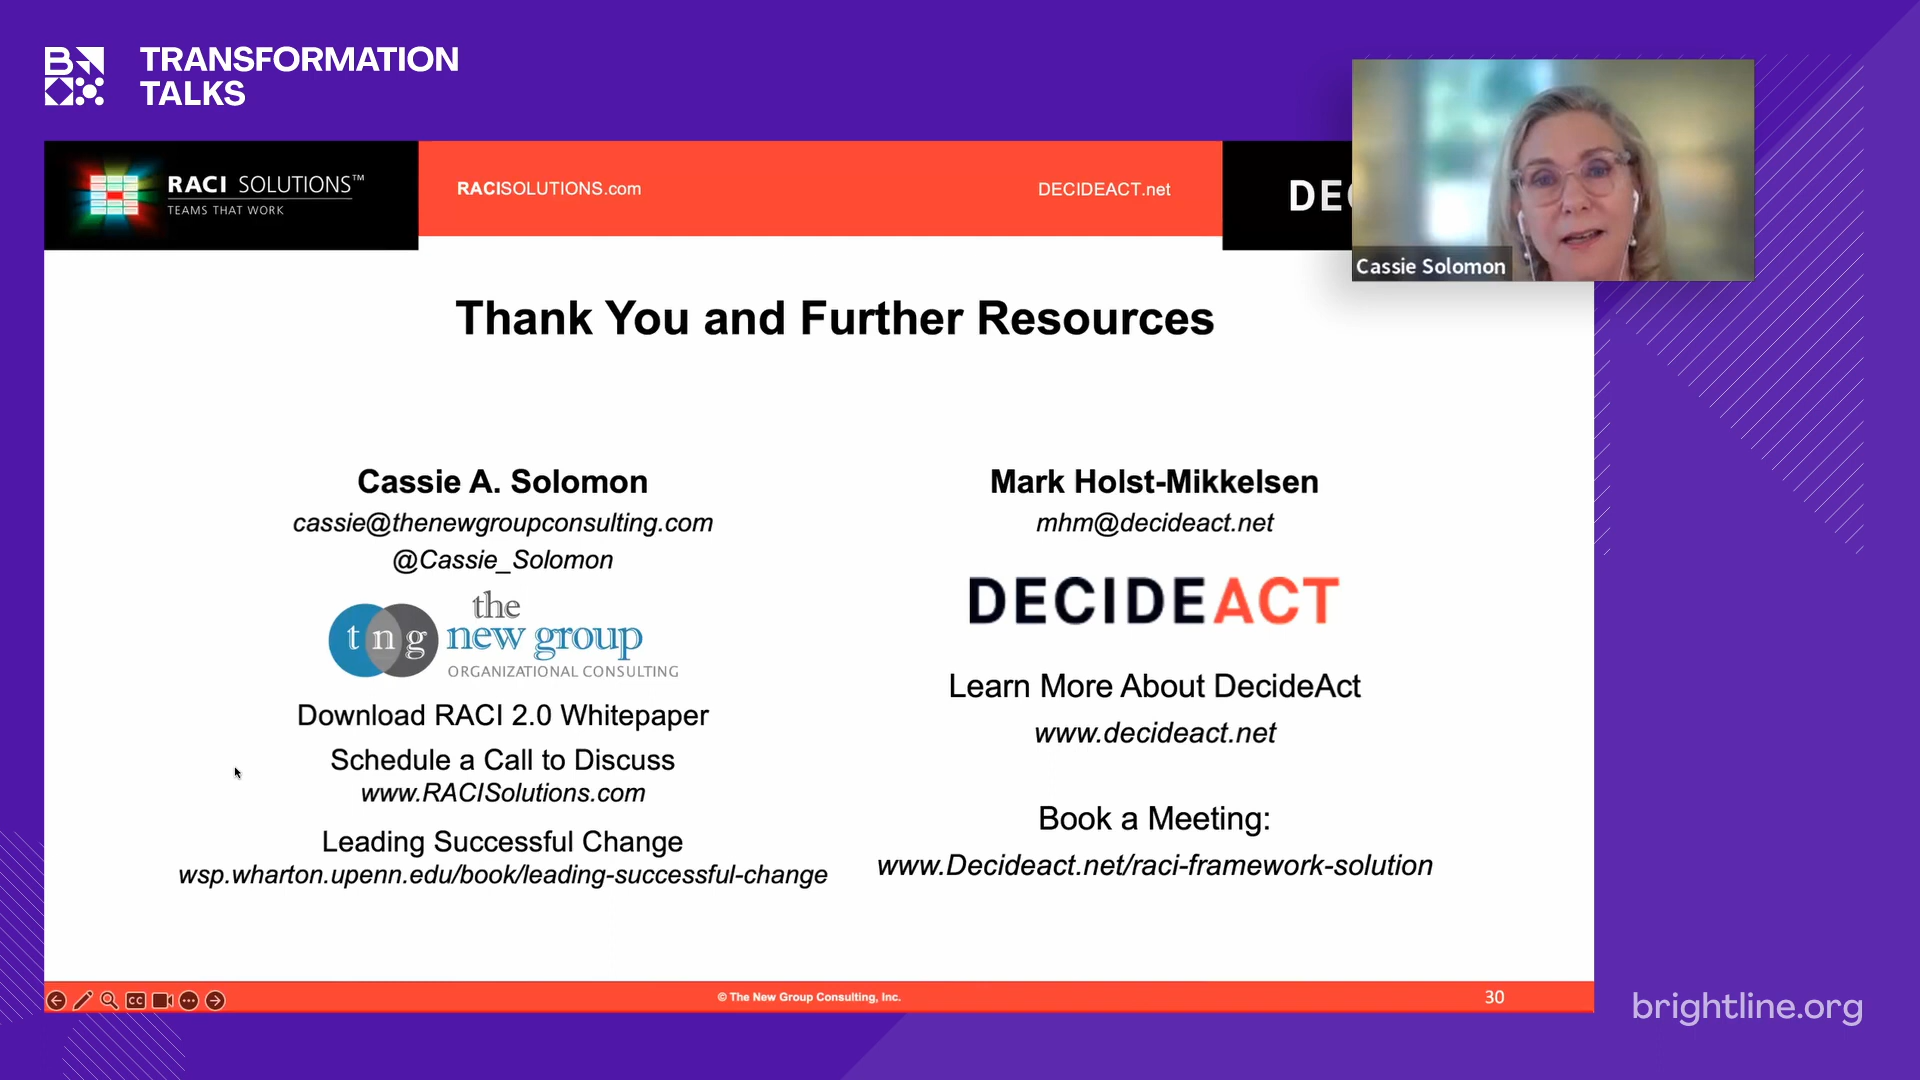 TRANSFORMATION
TALKS
RACI SOLUTIONS™
TEAMS THAT WORK
RACISOLUTIONS.com
DECIDEACT.net
Cassie Solomon
Thank You and Further Resources
Cassie A. Solomon
cassie@thenewgroupconsulting.com
@Cassie_Solomon
tng
the
new group
ORGANIZATIONAL CONSULTING
Download RACI 2.0 Whitepaper
Schedule a Call to Discuss
www.RACISolutions.com
Leading Successful Change
wsp.wharton.upenn.edu/book/leading-successful-change
Mark Holst-Mikkelsen
mhm@decideact.net
DECIDEACT
Learn More About DecideAct
www.decideact.net
Book a Meeting:
www.Decideact.net/raci-framework-solution
CC
© The New Group Consulting, Inc.
30
brightline.org